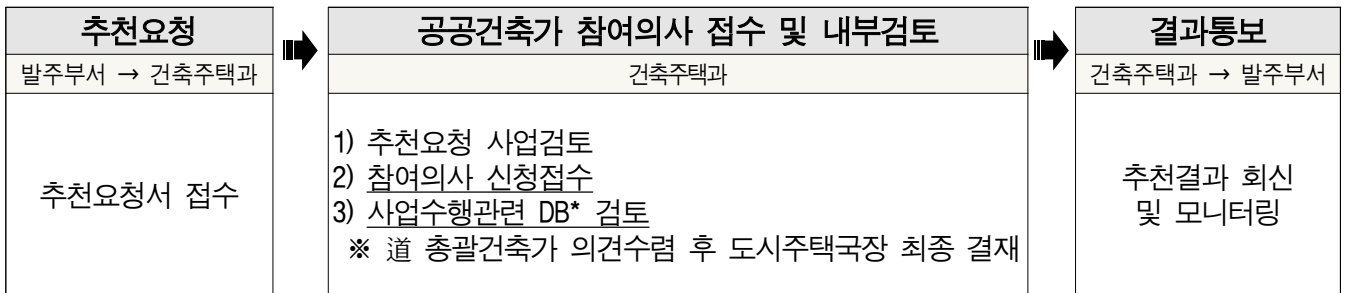 추천요청
발주부서 → 건축주택과
추천요청서 접수
공공건축가 참여의사 접수 및 내부검토
건축주택과
1) 추천요청 사업검토
2) 참여의사 신청접수
3) 사업수행관련 DB* 검토
※ 道 총괄건축가 의견수렴 후 도시주택국장 최종 결재
결과통보
건축주택과 → 발주부서
추천결과 회신
및 모니터링